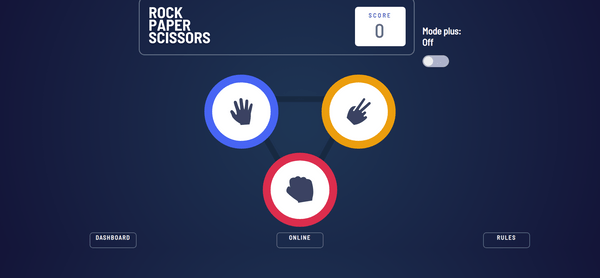 ROCK
PAPER
SCISSORS
SCORE
0
Mode plus:
Off
DASHBOARD
ONLINE
RULES